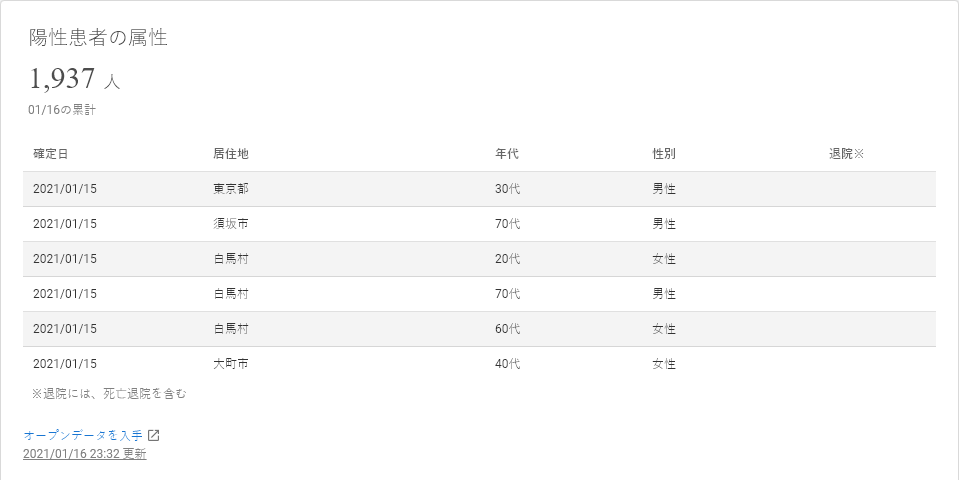 陽性患者の属性
1,937 人
01/16の累計
確定日 居住地 年代 性別 退院※
2021/01/15 東京都 30代 男性
2021/01/15 須坂市 70代 男性
2021/01/15 白馬村 20代 女性
2021/01/15 白馬村 70代 男性
2021/01/15 白馬村 60代 女性
2021/01/15 大町市 40代 女性
※退院には、死亡退院を含む
オープンデータを入手
2021/01/16 23:32 更新